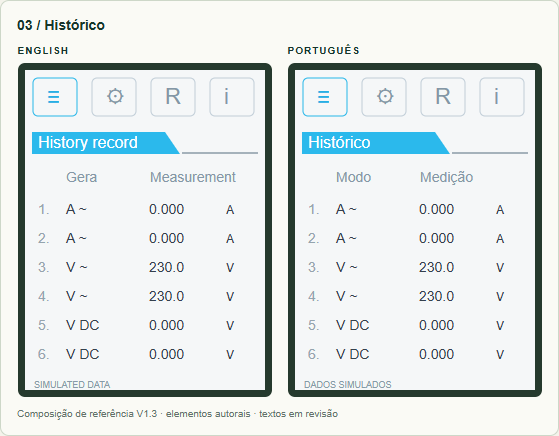 03 / Histórico
ENGLISH
R i
History record
Gera Measurement
1. A ~ 0.000 A
2. A ~ 0.000 A
3. V ~ 230.0 V
4. V ~ 230.0 V
5. V DC 0.000 V
6. V DC 0.000 V
SIMULATED DATA
PORTUGUÊS
R i
Histórico
Modo Medição
1. A ~ 0.000 A
2. A ~ 0.000 A
3. V ~ 230.0 V
4. V ~ 230.0 V
5. V DC 0.000 V
6. V DC 0.000 V
DADOS SIMULADOS
Composição de referência V1.3 · elementos autorais · textos em revisão